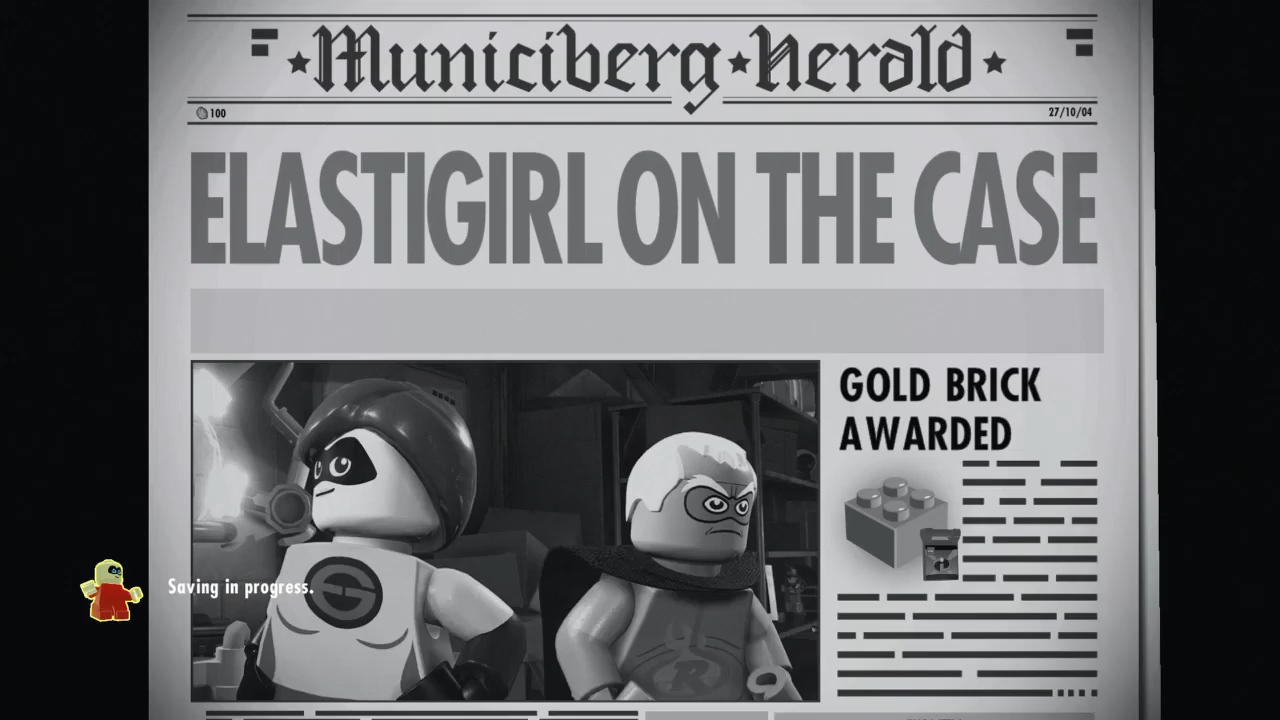 Municiberg Herald
100
27/10/04
ELASTIGIRL ON THE CASE
GOLD BRICK
AWARDED
Saving in progress.
R